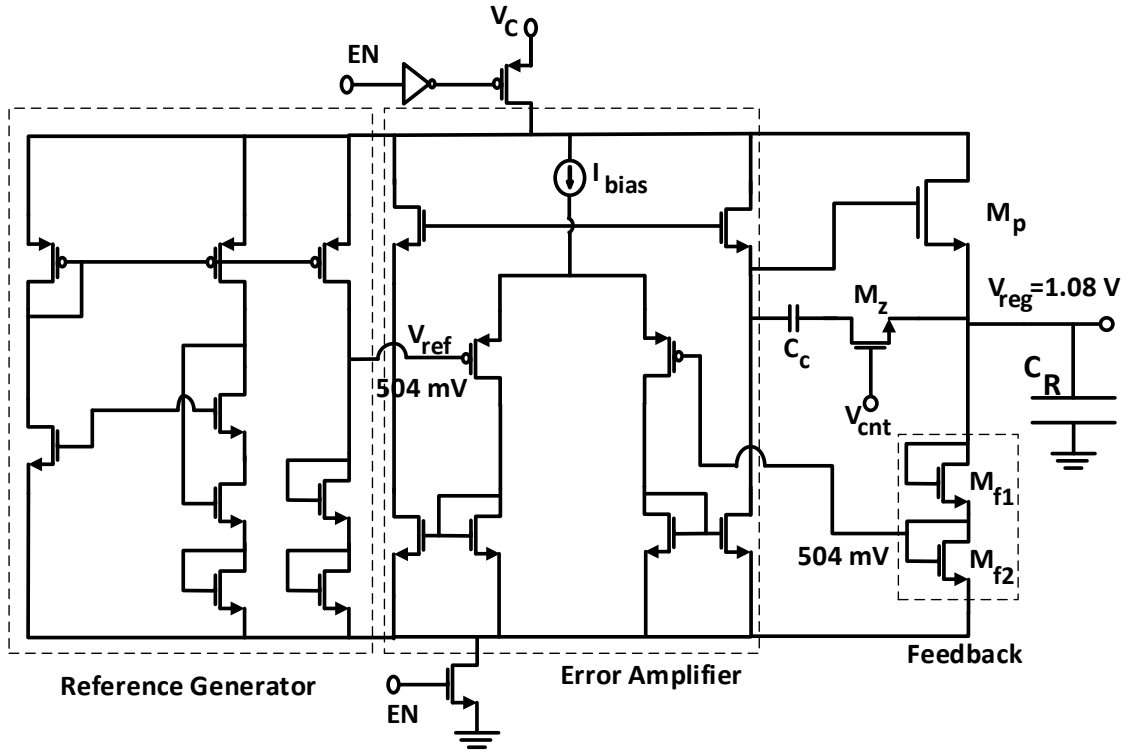 V_C
EN
I_bias
M_p
V_reg=1.08 V
M_z
V_ref
504 mV
C_c
C_R
V_cnt
M_f1
504 mV
M_f2
Feedback
Reference Generator
Error Amplifier
EN